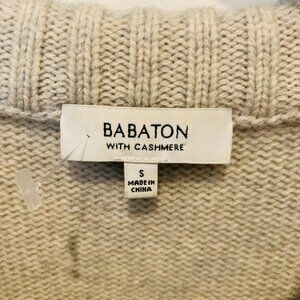 BABATON
WITH CASHMERE
S
MADE IN
CHINA